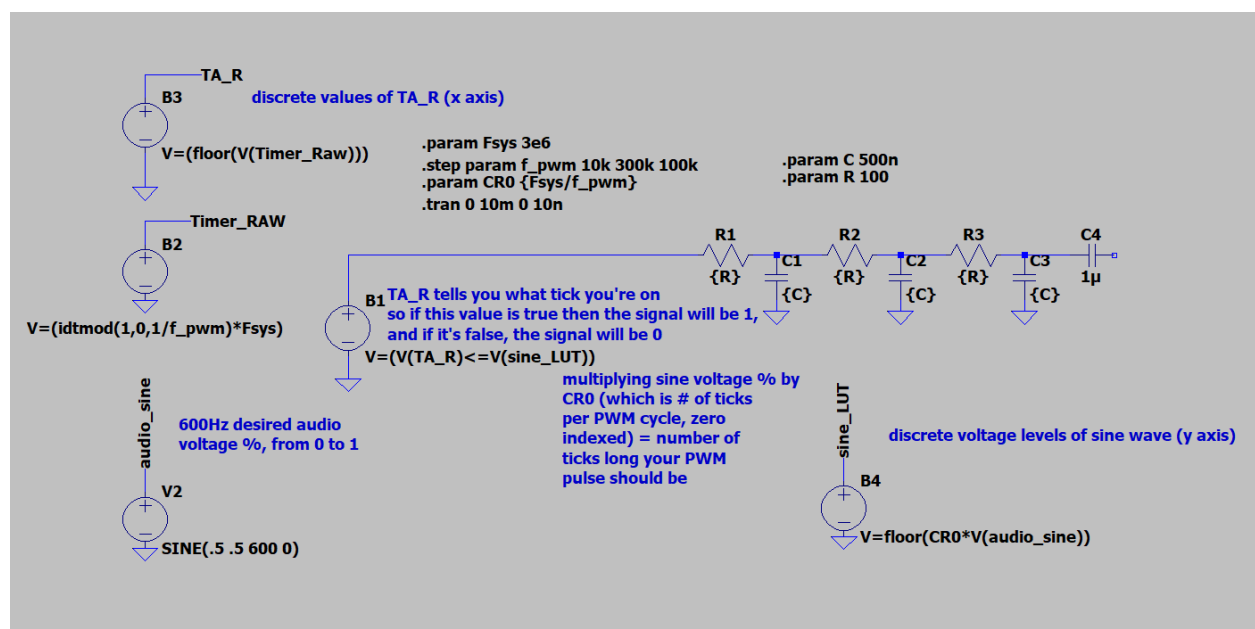 TA_R
B3
discrete values of TA_R (x axis)
V=(floor(V(Timer_Raw)))
.param Fsys 3e6
.step param f_pwm 10k 300k 100k
.param CR0 {Fsys/f_pwm}
.tran 0 10m 0 10n
.param C 500n
.param R 100
Timer_RAW
B2
V=(idtmod(1,0,1/f_pwm)*Fsys)
R1
{R}
C1
{C}
R2
{R}
C2
{C}
R3
{R}
C3
{C}
C4
1µ
B1
TA_R tells you what tick you're on
so if this value is true then the signal will be 1,
and if it's false, the signal will be 0
V=(V(TA_R)<=V(sine_LUT))
multiplying sine voltage % by
CR0 (which is # of ticks
per PWM cycle, zero
indexed) = number of
ticks long your PWM
pulse should be
audio_sine
600Hz desired audio
voltage %, from 0 to 1
V2
SINE(.5 .5 600 0)
sine_LUT
discrete voltage levels of sine wave (y axis)
B4
V=floor(CR0*V(audio_sine))